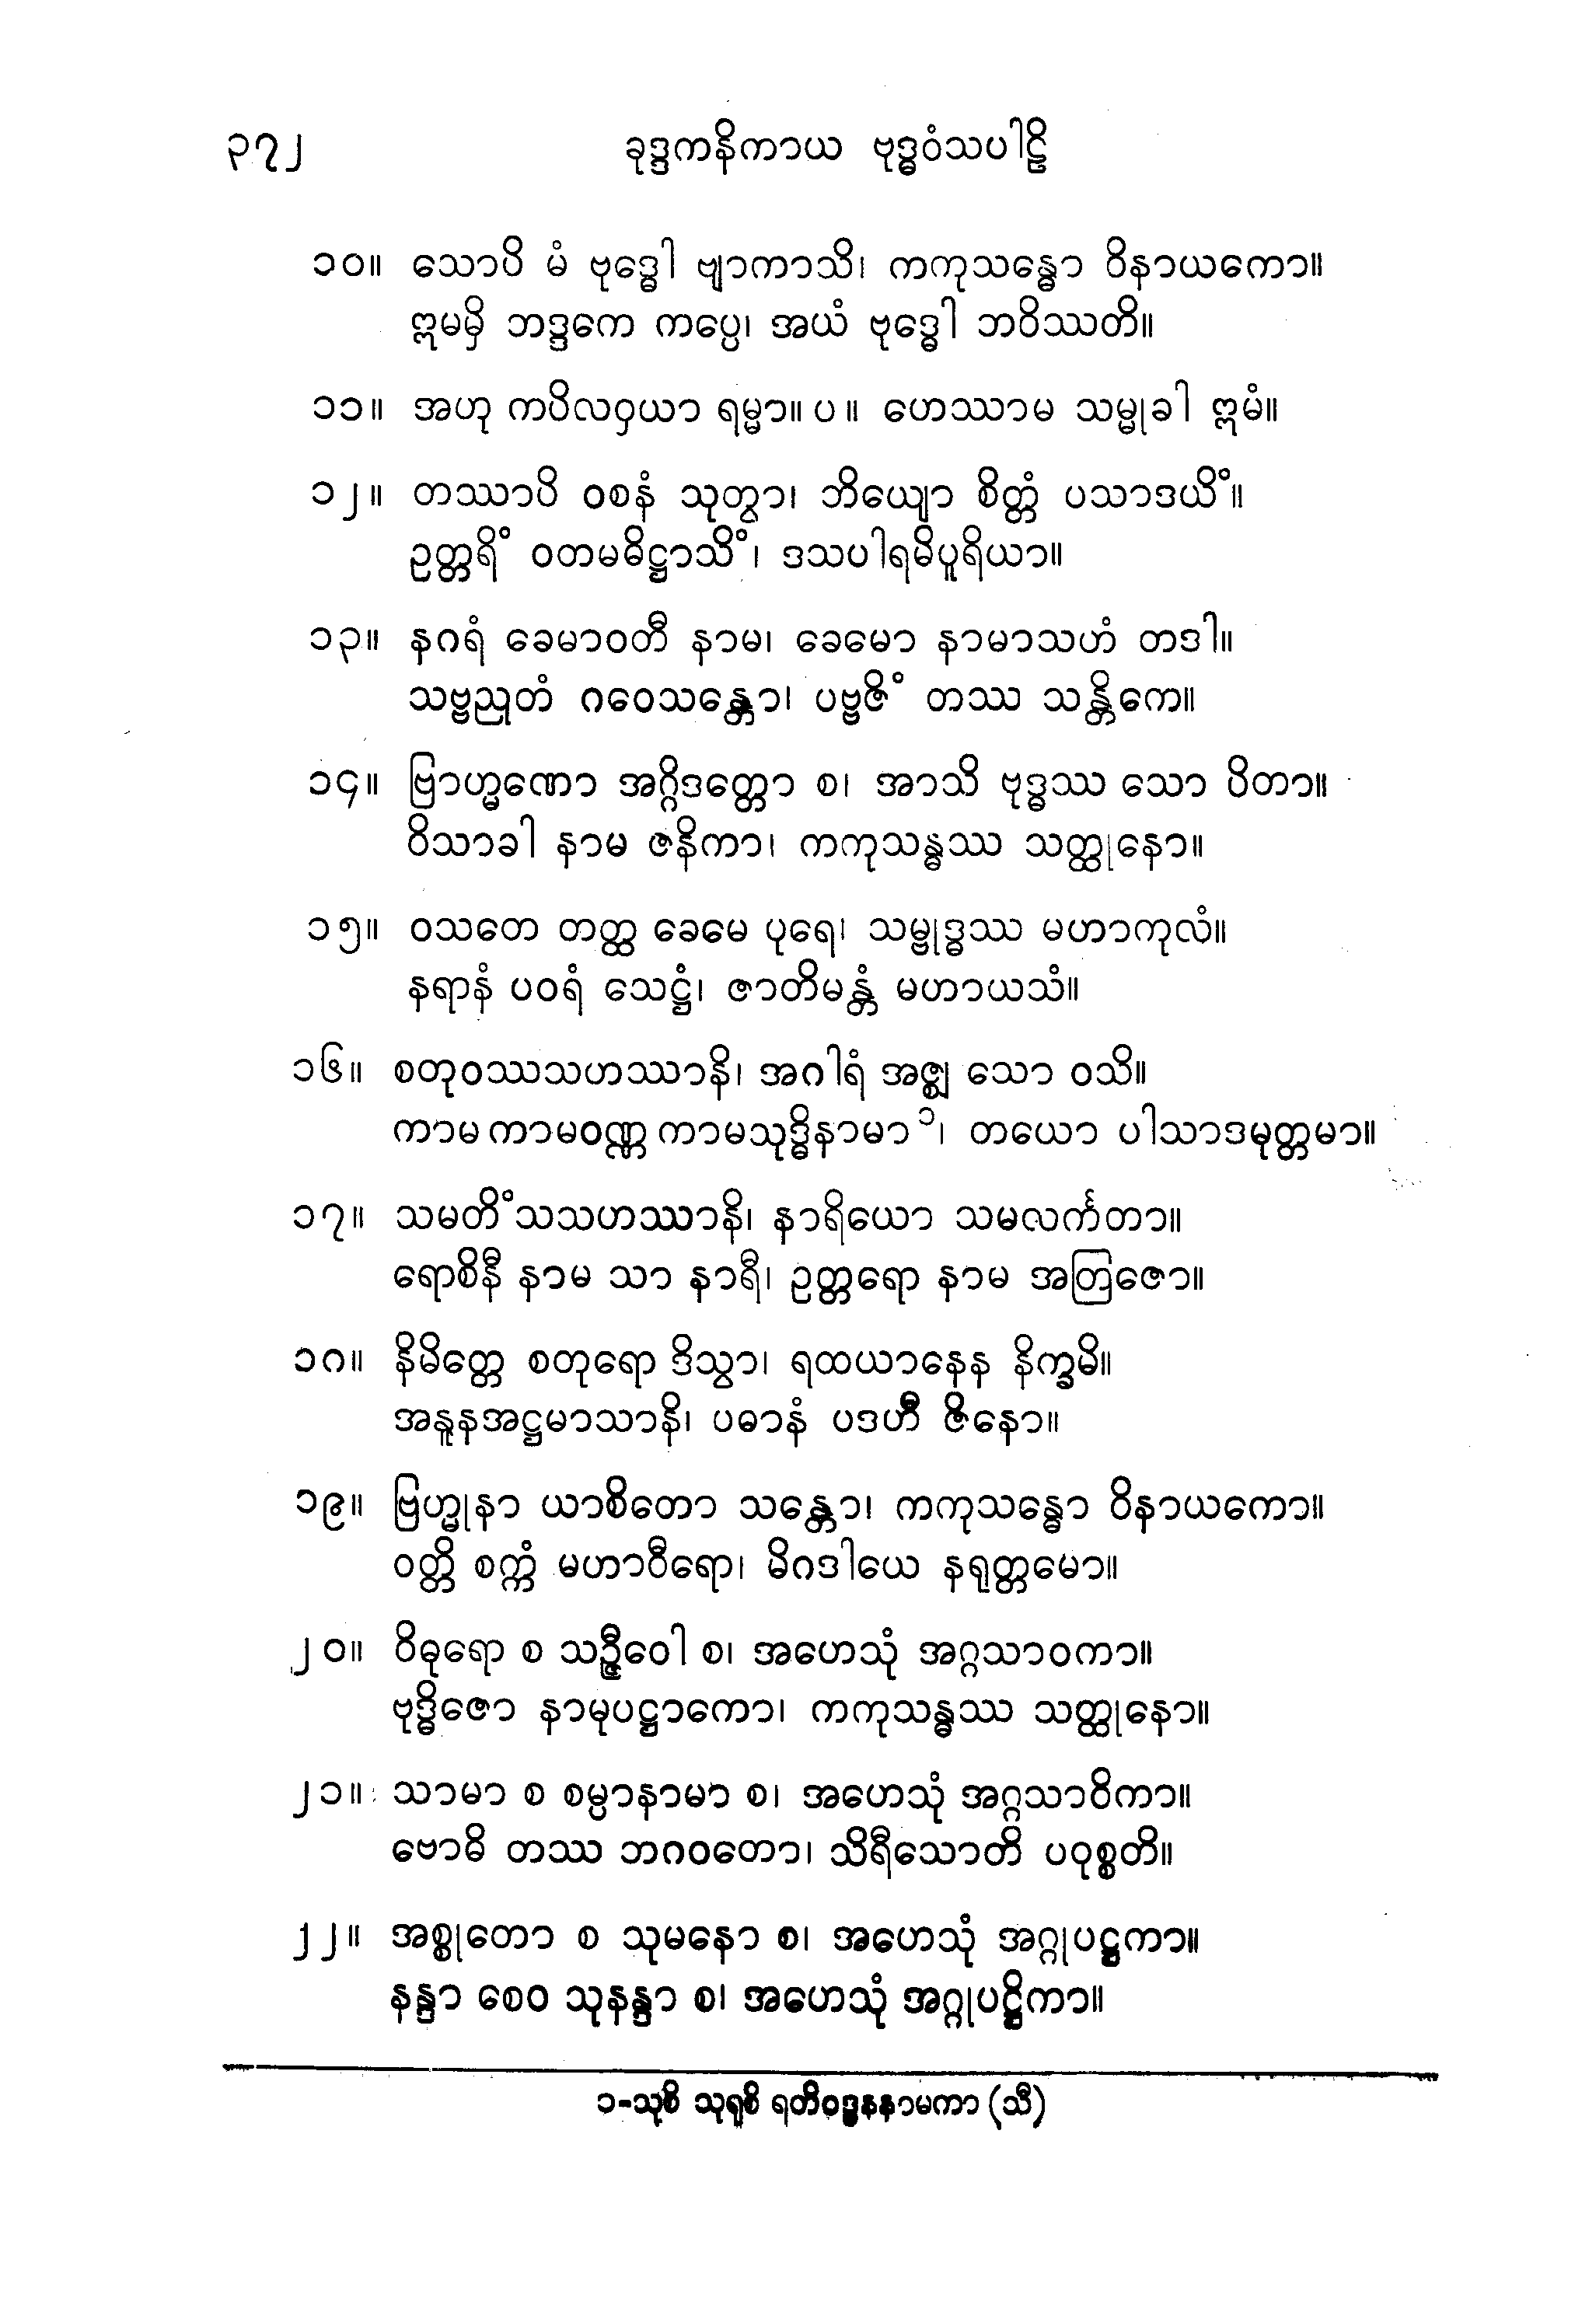 ၃၇၂ ခုဒ္ဒကနိကာယ ဗုဒ္ဓဝံသပါဠိ
၁၀။ သောပိ မံ ဗုဒ္ဓေါ ဗျာကာသိ၊ ကကုသန္ဓော ဝိနာယကော။
ဣမမှိ ဘဒ္ဒကေ ကပ္ပေ၊ အယံ ဗုဒ္ဓေါ ဘဝိဿတိ။
၁၁။ အဟု ကပိလဝှယာ ရမ္မာ။ ပ ။ ဟေဿာမ သမ္မုခါ ဣမံ။
၁၂။ တဿာပိ ဝစနံ သုတွာ၊ ဘိယျော စိတ္တံ ပသာဒယိံ။
ဥတ္တရိံ ဝတမဓိဋ္ဌာသိံ၊ ဒသပါရမိပူရိယာ။
၁၃။ နဂရံ ခေမာဝတီ နာမ၊ ခေမော နာမာသဟံ တဒါ။
သဗ္ဗညုတံ ဂဝေသန္တော၊ ပဗ္ဗဇိံ တဿ သန္တိကေ။
၁၄။ ဗြာဟ္မဏော အဂ္ဂိဒတ္တော စ၊ အာသိ ဗုဒ္ဓဿ သော ပိတာ။
ဝိသာခါ နာမ ဇနိကာ၊ ကကုသန္ဓဿ သတ္ထုနော။
၁၅။ ဝသတေ တတ္ထ ခေမေ ပုရေ၊ သမ္ဗုဒ္ဓဿ မဟာကုလံ။
နရာနံ ပဝရံ သေဋ္ဌံ၊ ဇာတိမန္တံ မဟာယသံ။
၁၆။ စတုဝဿသဟဿာနိ၊ အဂါရံ အဇ္ဈ သော ဝသိ။
ကာမ ကာမဝဏ္ဏ ကာမသုဒ္ဓိနာမာ ၁၊ တယော ပါသာဒမုတ္တမာ။
၁၇။ သမတိံသသဟဿာနိ၊ နာရိယော သမလင်္ကတာ။
ရောစိနီ နာမ သာ နာရီ၊ ဥတ္တရော နာမ အတြဇော။
၁၈။ နိမိတ္တေ စတုရော ဒိသွာ၊ ရထယာနေန နိက္ခမိ။
အနူနအဋ္ဌမာသာနိ၊ ပဓာနံ ပဒဟီ ဇိနော။
၁၉။ ဗြဟ္မုနာ ယာစိတော သန္တော၊ ကကုသန္ဓော ဝိနာယကော။
ဝတ္တိ စက္ကံ မဟာဝီရော၊ မိဂဒါယေ နရုတ္တမော။
၂၀။ ဝိဓုရော စ သဉ္ဇီဝေါ စ၊ အဟေသုံ အဂ္ဂသာဝကာ။
ဗုဒ္ဓိဇော နာမုပဋ္ဌာကော၊ ကကုသန္ဓဿ သတ္ထုနော။
၂၁။ သာမာ စ စမ္ပာနာမာ စ၊ အဟေသုံ အဂ္ဂသာဝိကာ။
ဗောဓိ တဿ ဘဂဝတော၊ သိရီသောတိ ပဝုစ္စတိ။
၂၂။ အစ္စုတော စ သုမနော စ၊ အဟေသုံ အဂ္ဂုပဋ္ဌကာ။
နန္ဒာ စေဝ သုနန္ဒာ စ၊ အဟေသုံ အဂ္ဂုပဋ္ဌိကာ။
၁-သုစိ သုရုစိ ရတိဝဒ္ဓနနာမကာ (သီ)